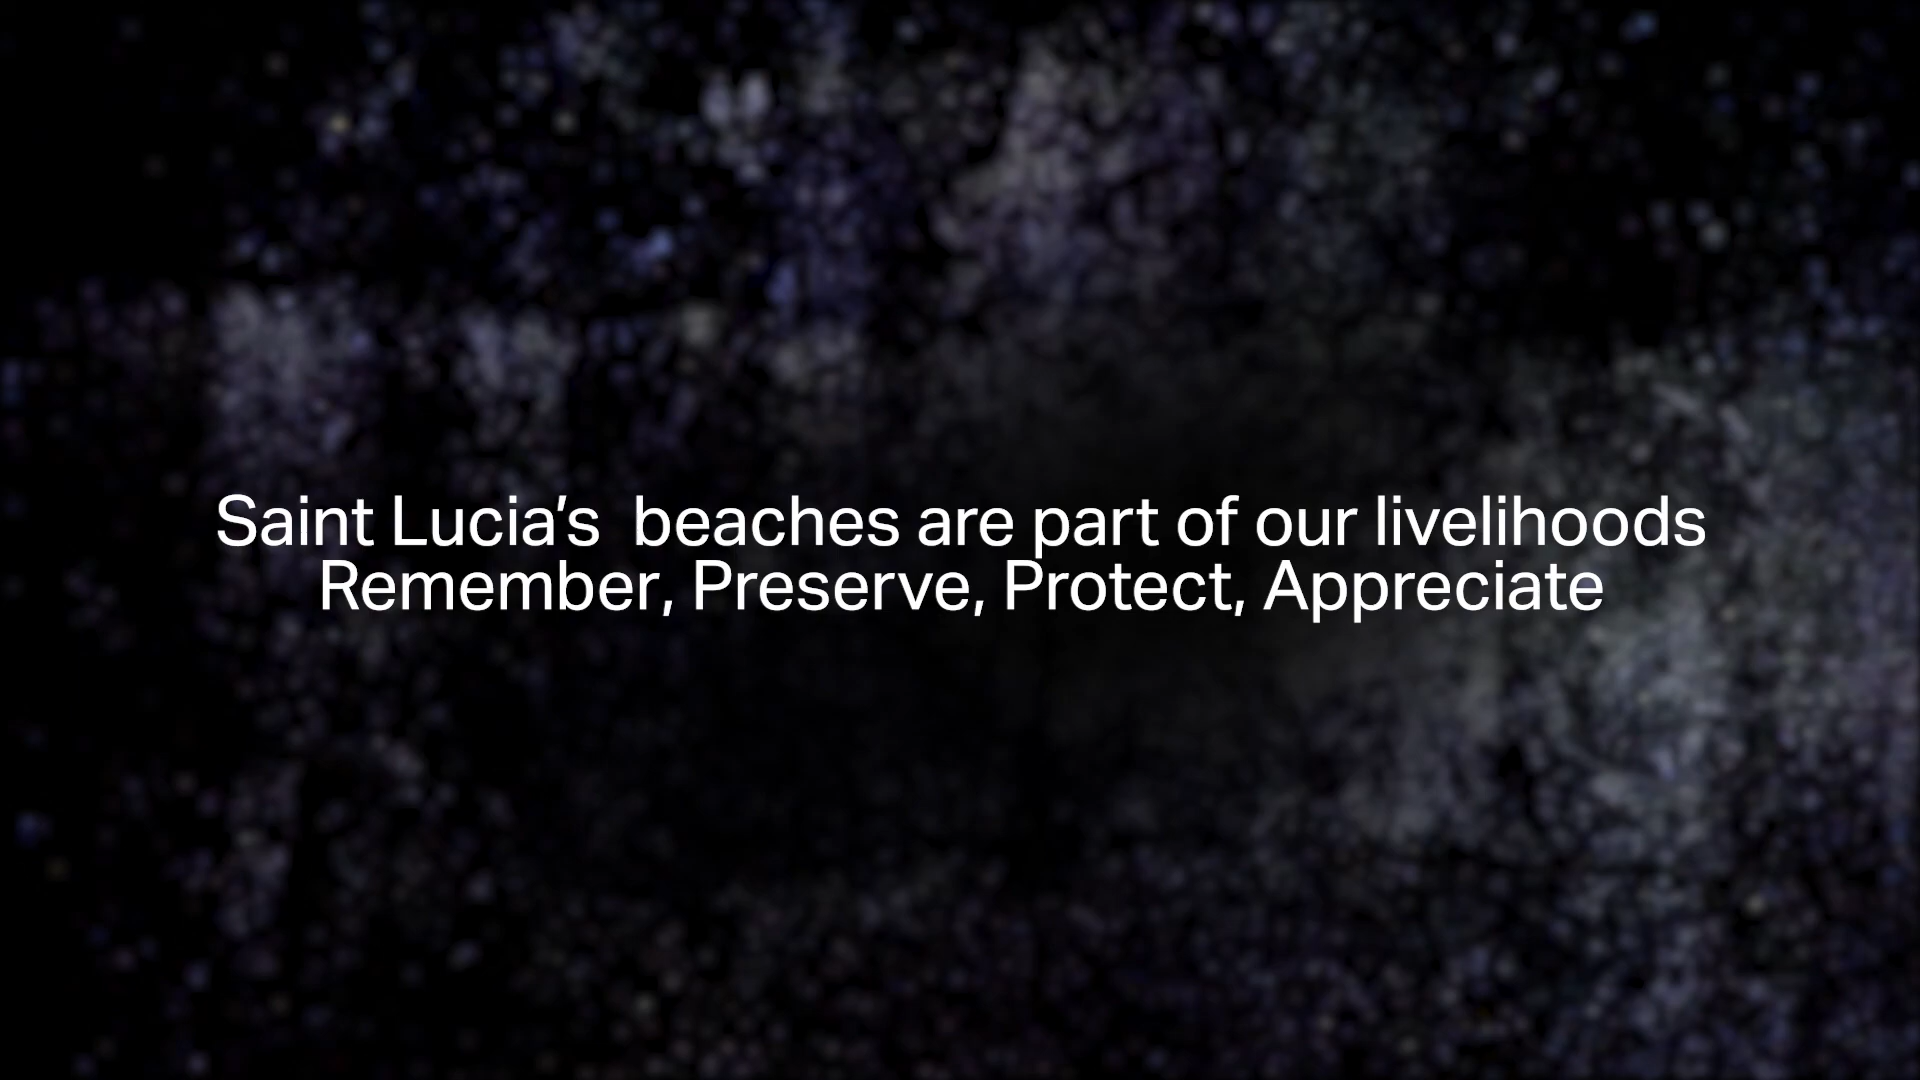 Saint Lucia’s  beaches are part of our livelihoods
Remember, Preserve, Protect, Appreciate